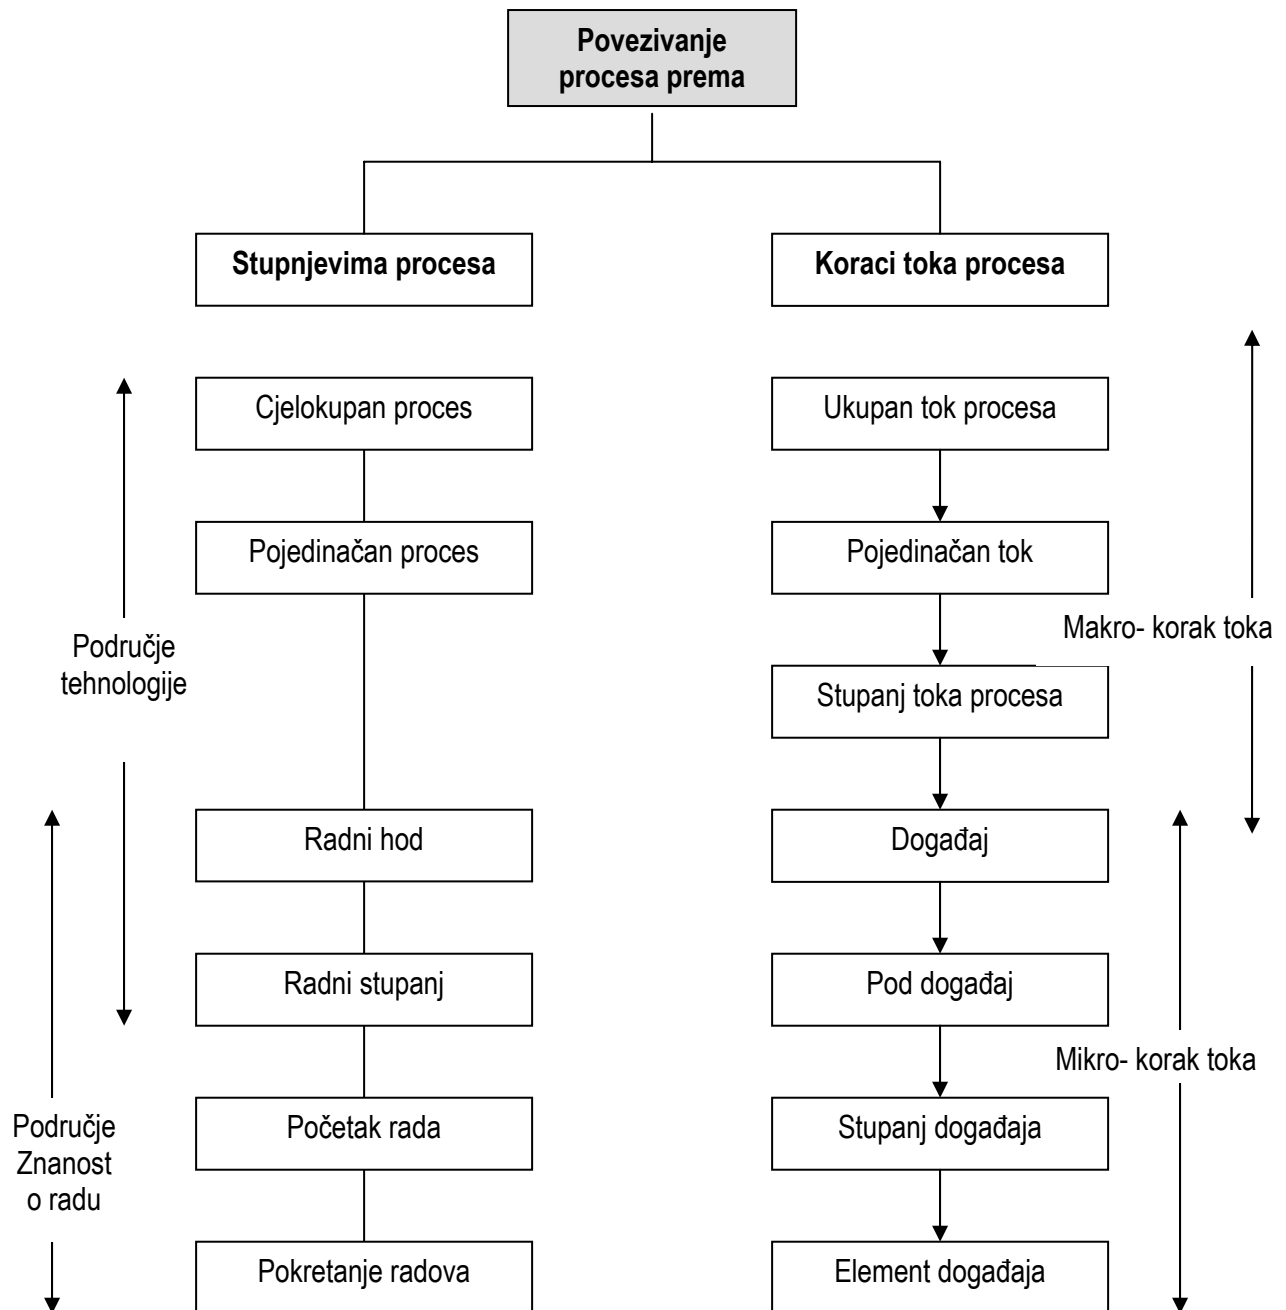 Povezivanje
procesa prema
Stupnjevima procesa
Koraci toka procesa
Cjelokupan proces
Ukupan tok procesa
Pojedinačan proces
Pojedinačan tok
Makro- korak toka
Područje
tehnologije
Stupanj toka procesa
Radni hod
Događaj
Radni stupanj
Pod događaj
Mikro- korak toka
Područje
Znanost
o radu
Početak rada
Stupanj događaja
Pokretanje radova
Element događaja